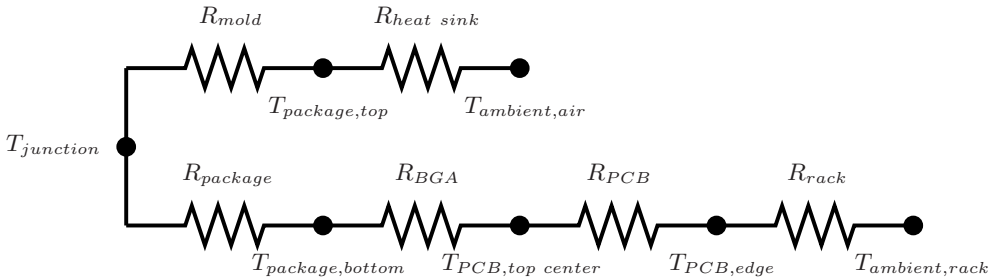 R_mold R_heat sink
T_package,top T_ambient,air
T_junction
R_package R_BGA R_PCB R_rack
T_package,bottom T_PCB,top center T_PCB,edge T_ambient,rack